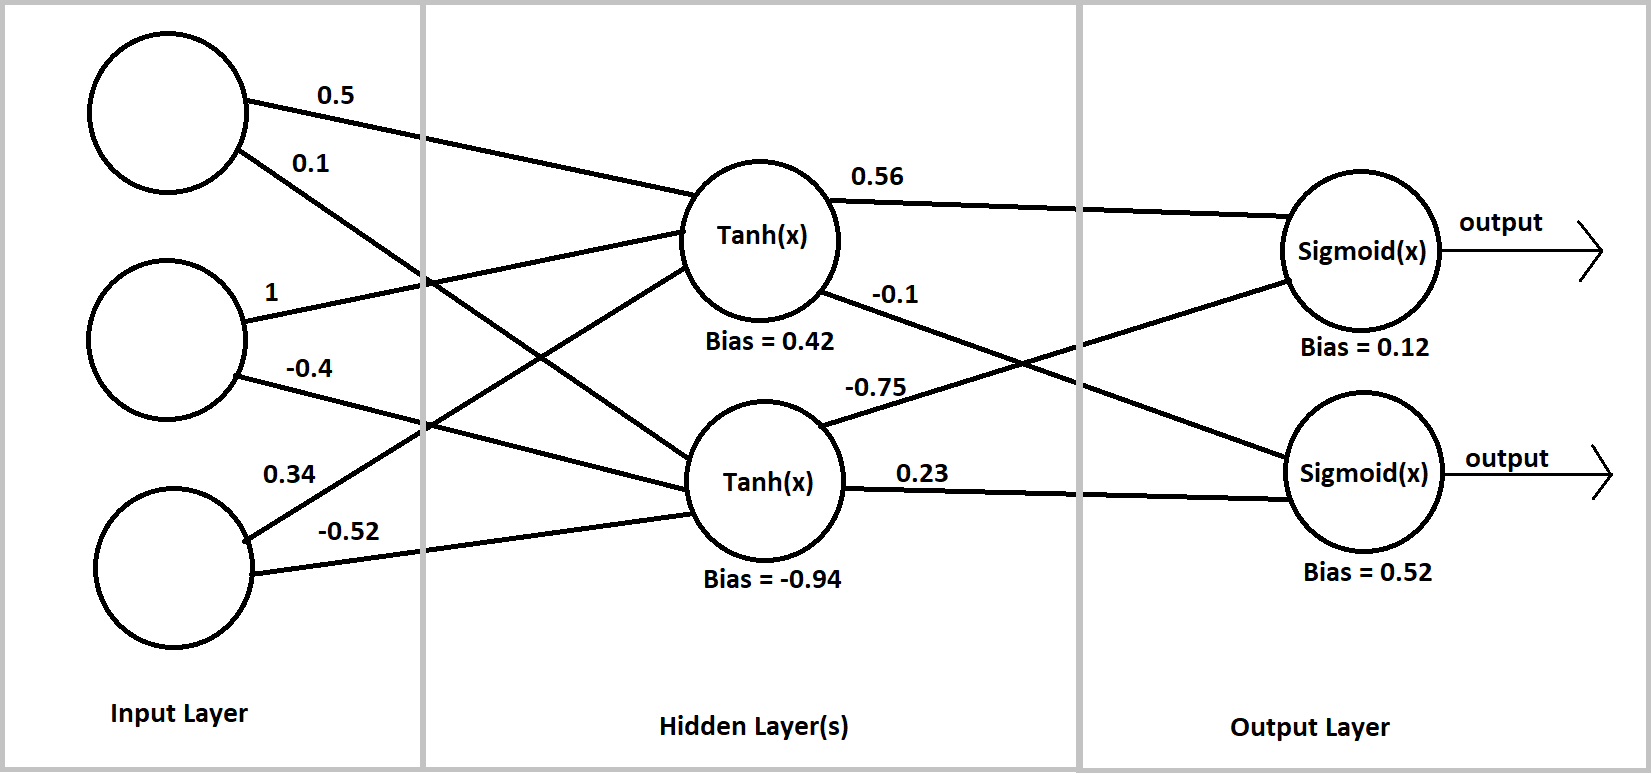 0.5
0.1
1
-0.4
0.34
-0.52
Input Layer
Tanh(x)
Bias = 0.42
Tanh(x)
Bias = -0.94
0.56
-0.1
-0.75
0.23
Hidden Layer(s)
Sigmoid(x)
Bias = 0.12
output
Sigmoid(x)
Bias = 0.52
output
Output Layer